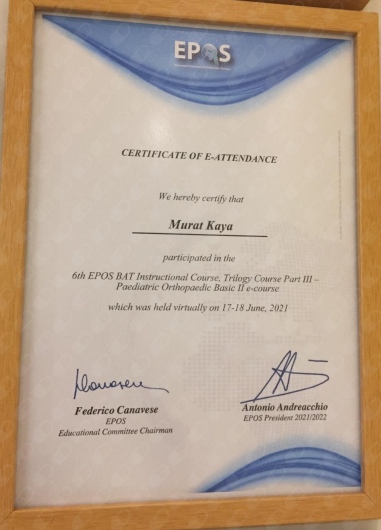 EPOS
CERTIFICATE OF E-ATTENDANCE
We hereby certify that
Murat Kaya
participated in the
6th EPOS BAT Instructional Course, Trilogy Course Part III –
Paediatric Orthopaedic Basic II e-course
which was held virtually on 17-18 June, 2021
Federico Canavese
EPOS
Educational Committee Chairman
Antonio Andreacchio
EPOS President 2021/2022